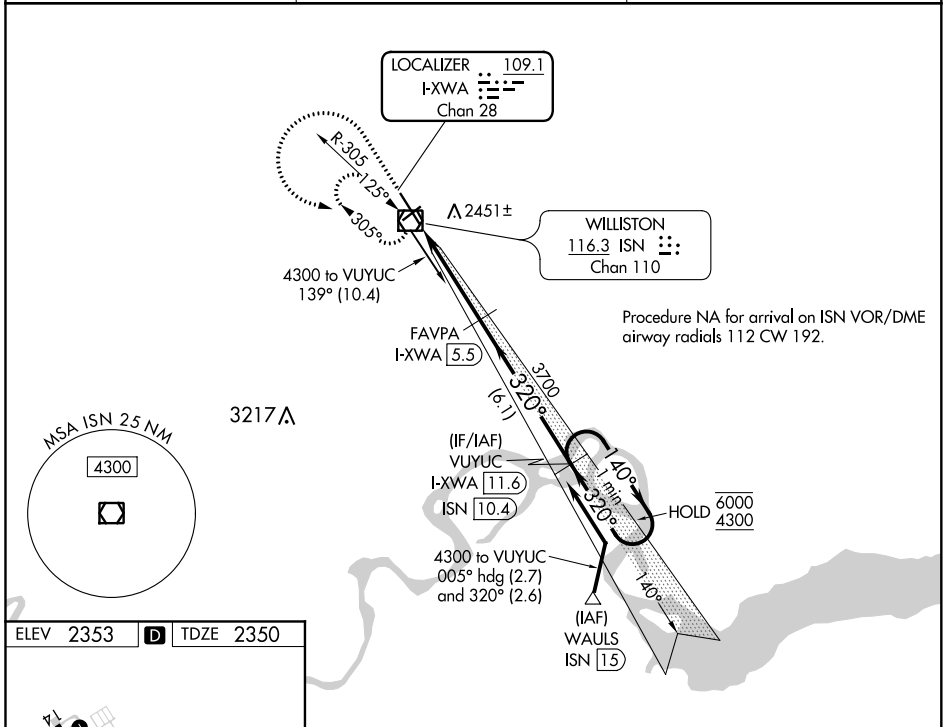 LOCALIZER 109.1
I-XWA
Chan 28
R-305
125°
305°
2451±
WILLISTON
116.3 ISN
Chan 110
4300 to VUYUC
139° (10.4)
Procedure NA for arrival on ISN VOR/DME
airway radials 112 CW 192.
FAVPA
I-XWA 5.5
3700
320°
(6.1)
3217
MSA ISN 25 NM
4300
(IF/IAF)
VUYUC
I-XWA 11.6
ISN 10.4
140°
1 min
320°
HOLD 6000
4300
4300 to VUYUC
005° hdg (2.7)
and 320° (2.6)
140°
(IAF)
WAULS
ISN 15
ELEV 2353 D TDZE 2350
14